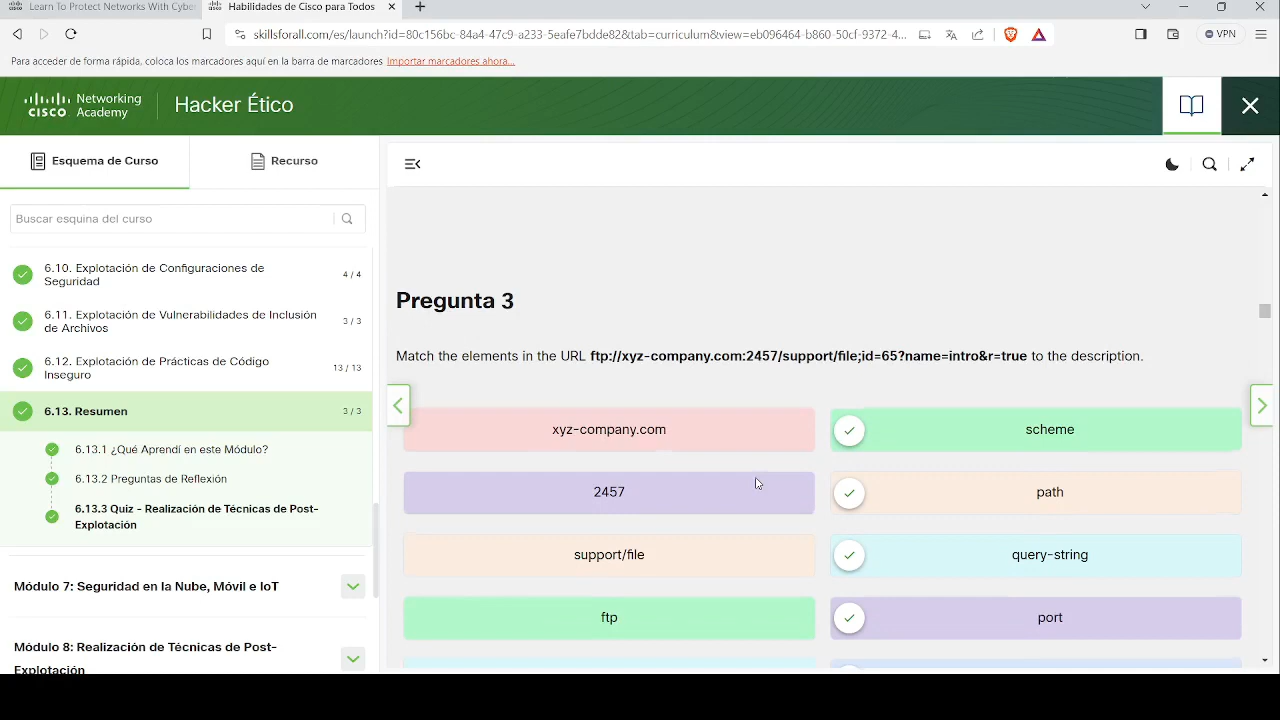 Learn To Protect Networks With Cyber
Habilidades de Cisco para Todos
skillsforall.com/es/launch?id=80c156bc-84a4-47c9-a233-5eafe7bdde82&tab=curriculum&view=eb096464-b860-50cf-9372-4...
VPN
Para acceder de forma rápida, coloca los marcadores aquí en la barra de marcadores Importar marcadores ahora...
cisco Networking Academy
Hacker Ético
Esquema de Curso
Recurso
Buscar esquina del curso
6.10. Explotación de Configuraciones de
Seguridad
4 / 4
6.11. Explotación de Vulnerabilidades de Inclusión
de Archivos
3 / 3
6.12. Explotación de Prácticas de Código
Inseguro
13 / 13
6.13. Resumen
3 / 3
6.13.1 ¿Qué Aprendí en este Módulo?
6.13.2 Preguntas de Reflexión
6.13.3 Quiz - Realización de Técnicas de Post-
Explotación
Módulo 7: Seguridad en la Nube, Móvil e IoT
Módulo 8: Realización de Técnicas de Post-
Explotación
Pregunta 3
Match the elements in the URL ftp://xyz-company.com:2457/support/file;id=65?name=intro&r=true to the description.
xyz-company.com
scheme
2457
path
support/file
query-string
ftp
port